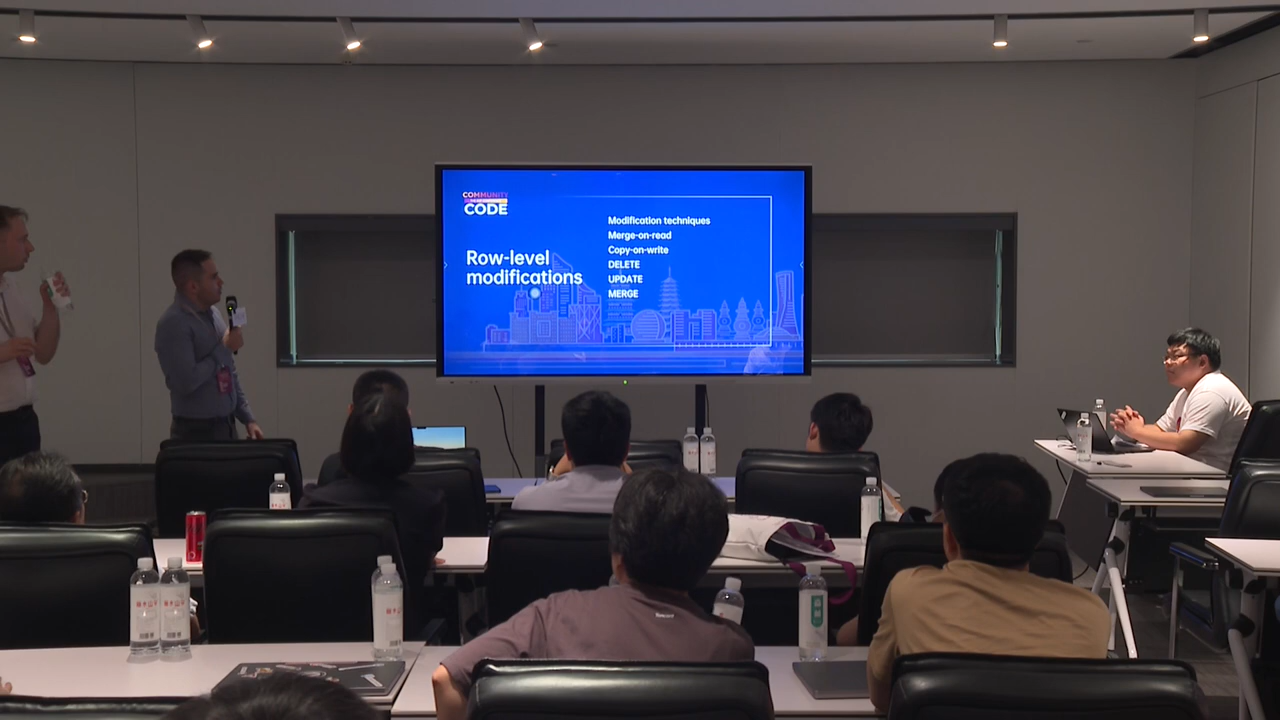 COMMUNITY
CODE
Row-level
modifications
Modification techniques
Merge-on-read
Copy-on-write
DELETE
UPDATE
MERGE